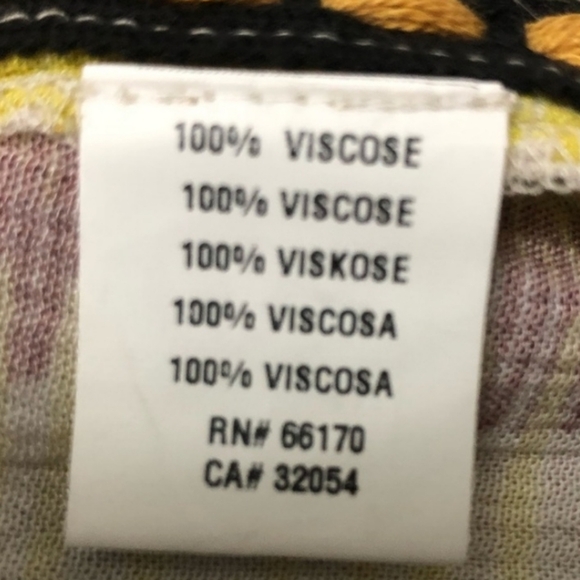 100% VISCOSE
100% VISCOSE
100% VISKOSE
100% VISCOSA
100% VISCOSA
RN# 66170
CA# 32054